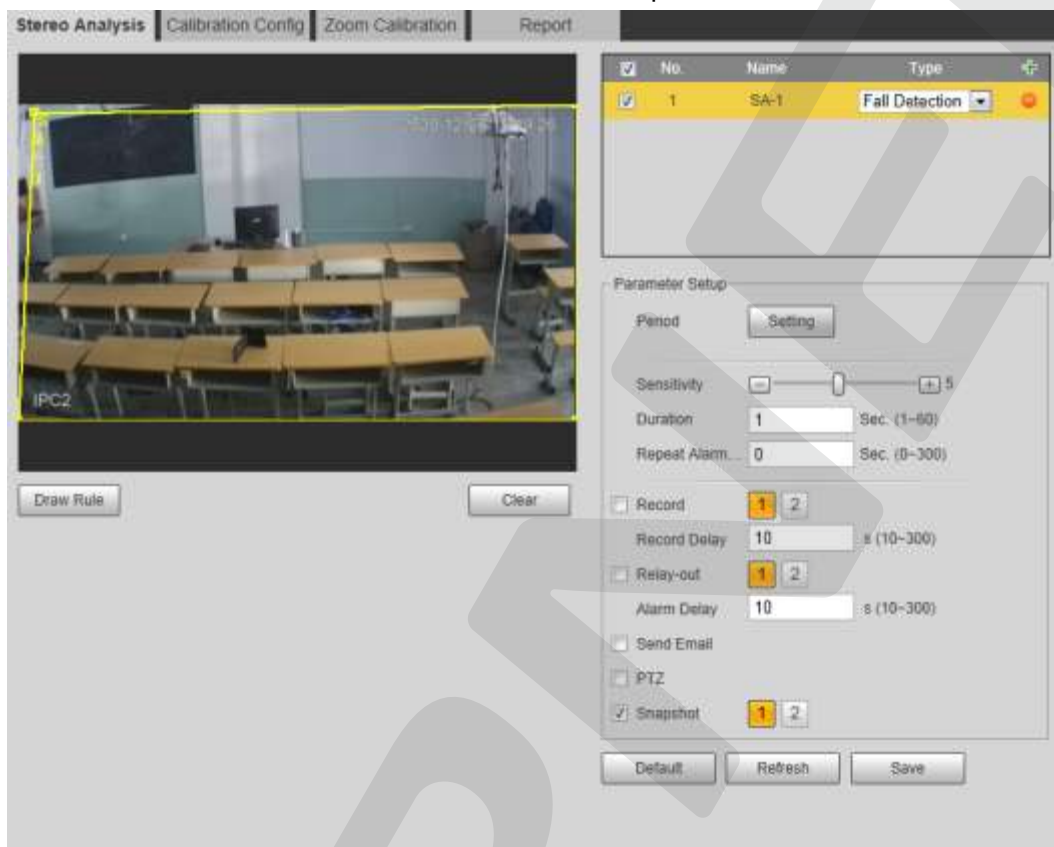 Stereo Analysis Calibration Config Zoom Calibration Report
No. Name Type
1 SA-1 Fall Detection
IPC2
Draw Rule Clear
Parameter Setup
Period Setting
Sensitivity 5
Duration 1 Sec. (1~60)
Repeat Alarm... 0 Sec. (0~300)
Record 1 2
Record Delay 10 s (10~300)
Relay-out 1 2
Alarm Delay 10 s (10~300)
Send Email
PTZ
Snapshot 1 2
Default Refresh Save